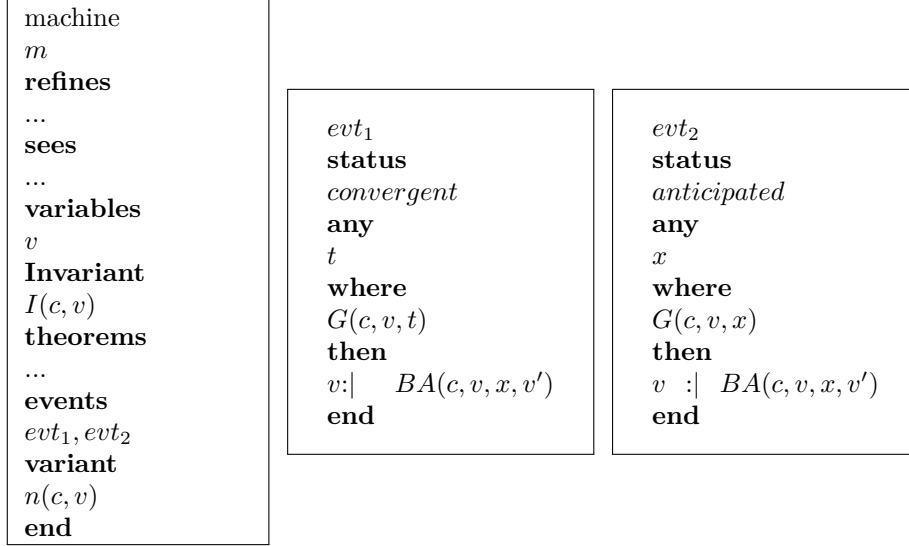 machine
m
refines
...
sees
...
variables
v
Invariant
I(c, v)
theorems
...
events
evt₁, evt₂
variant
n(c, v)
end
evt₁
status
convergent
any
t
where
G(c, v, t)
then
v:| BA(c, v, x, v′)
end
evt₂
status
anticipated
any
x
where
G(c, v, x)
then
v :| BA(c, v, x, v′)
end